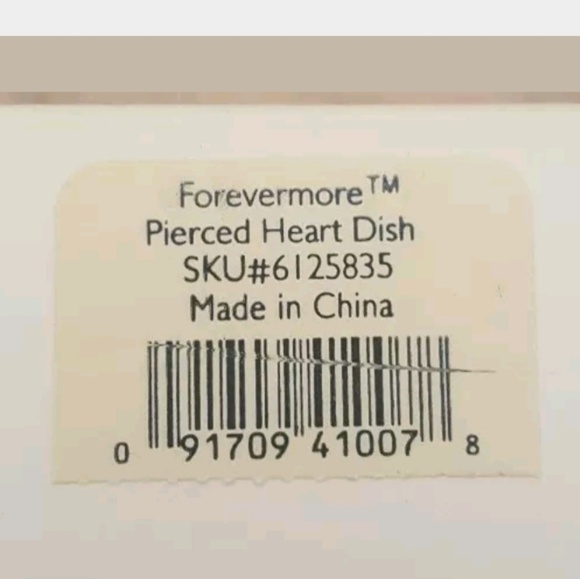 Forevermore™
Pierced Heart Dish
SKU#6125835
Made in China
0 91709 41007 8